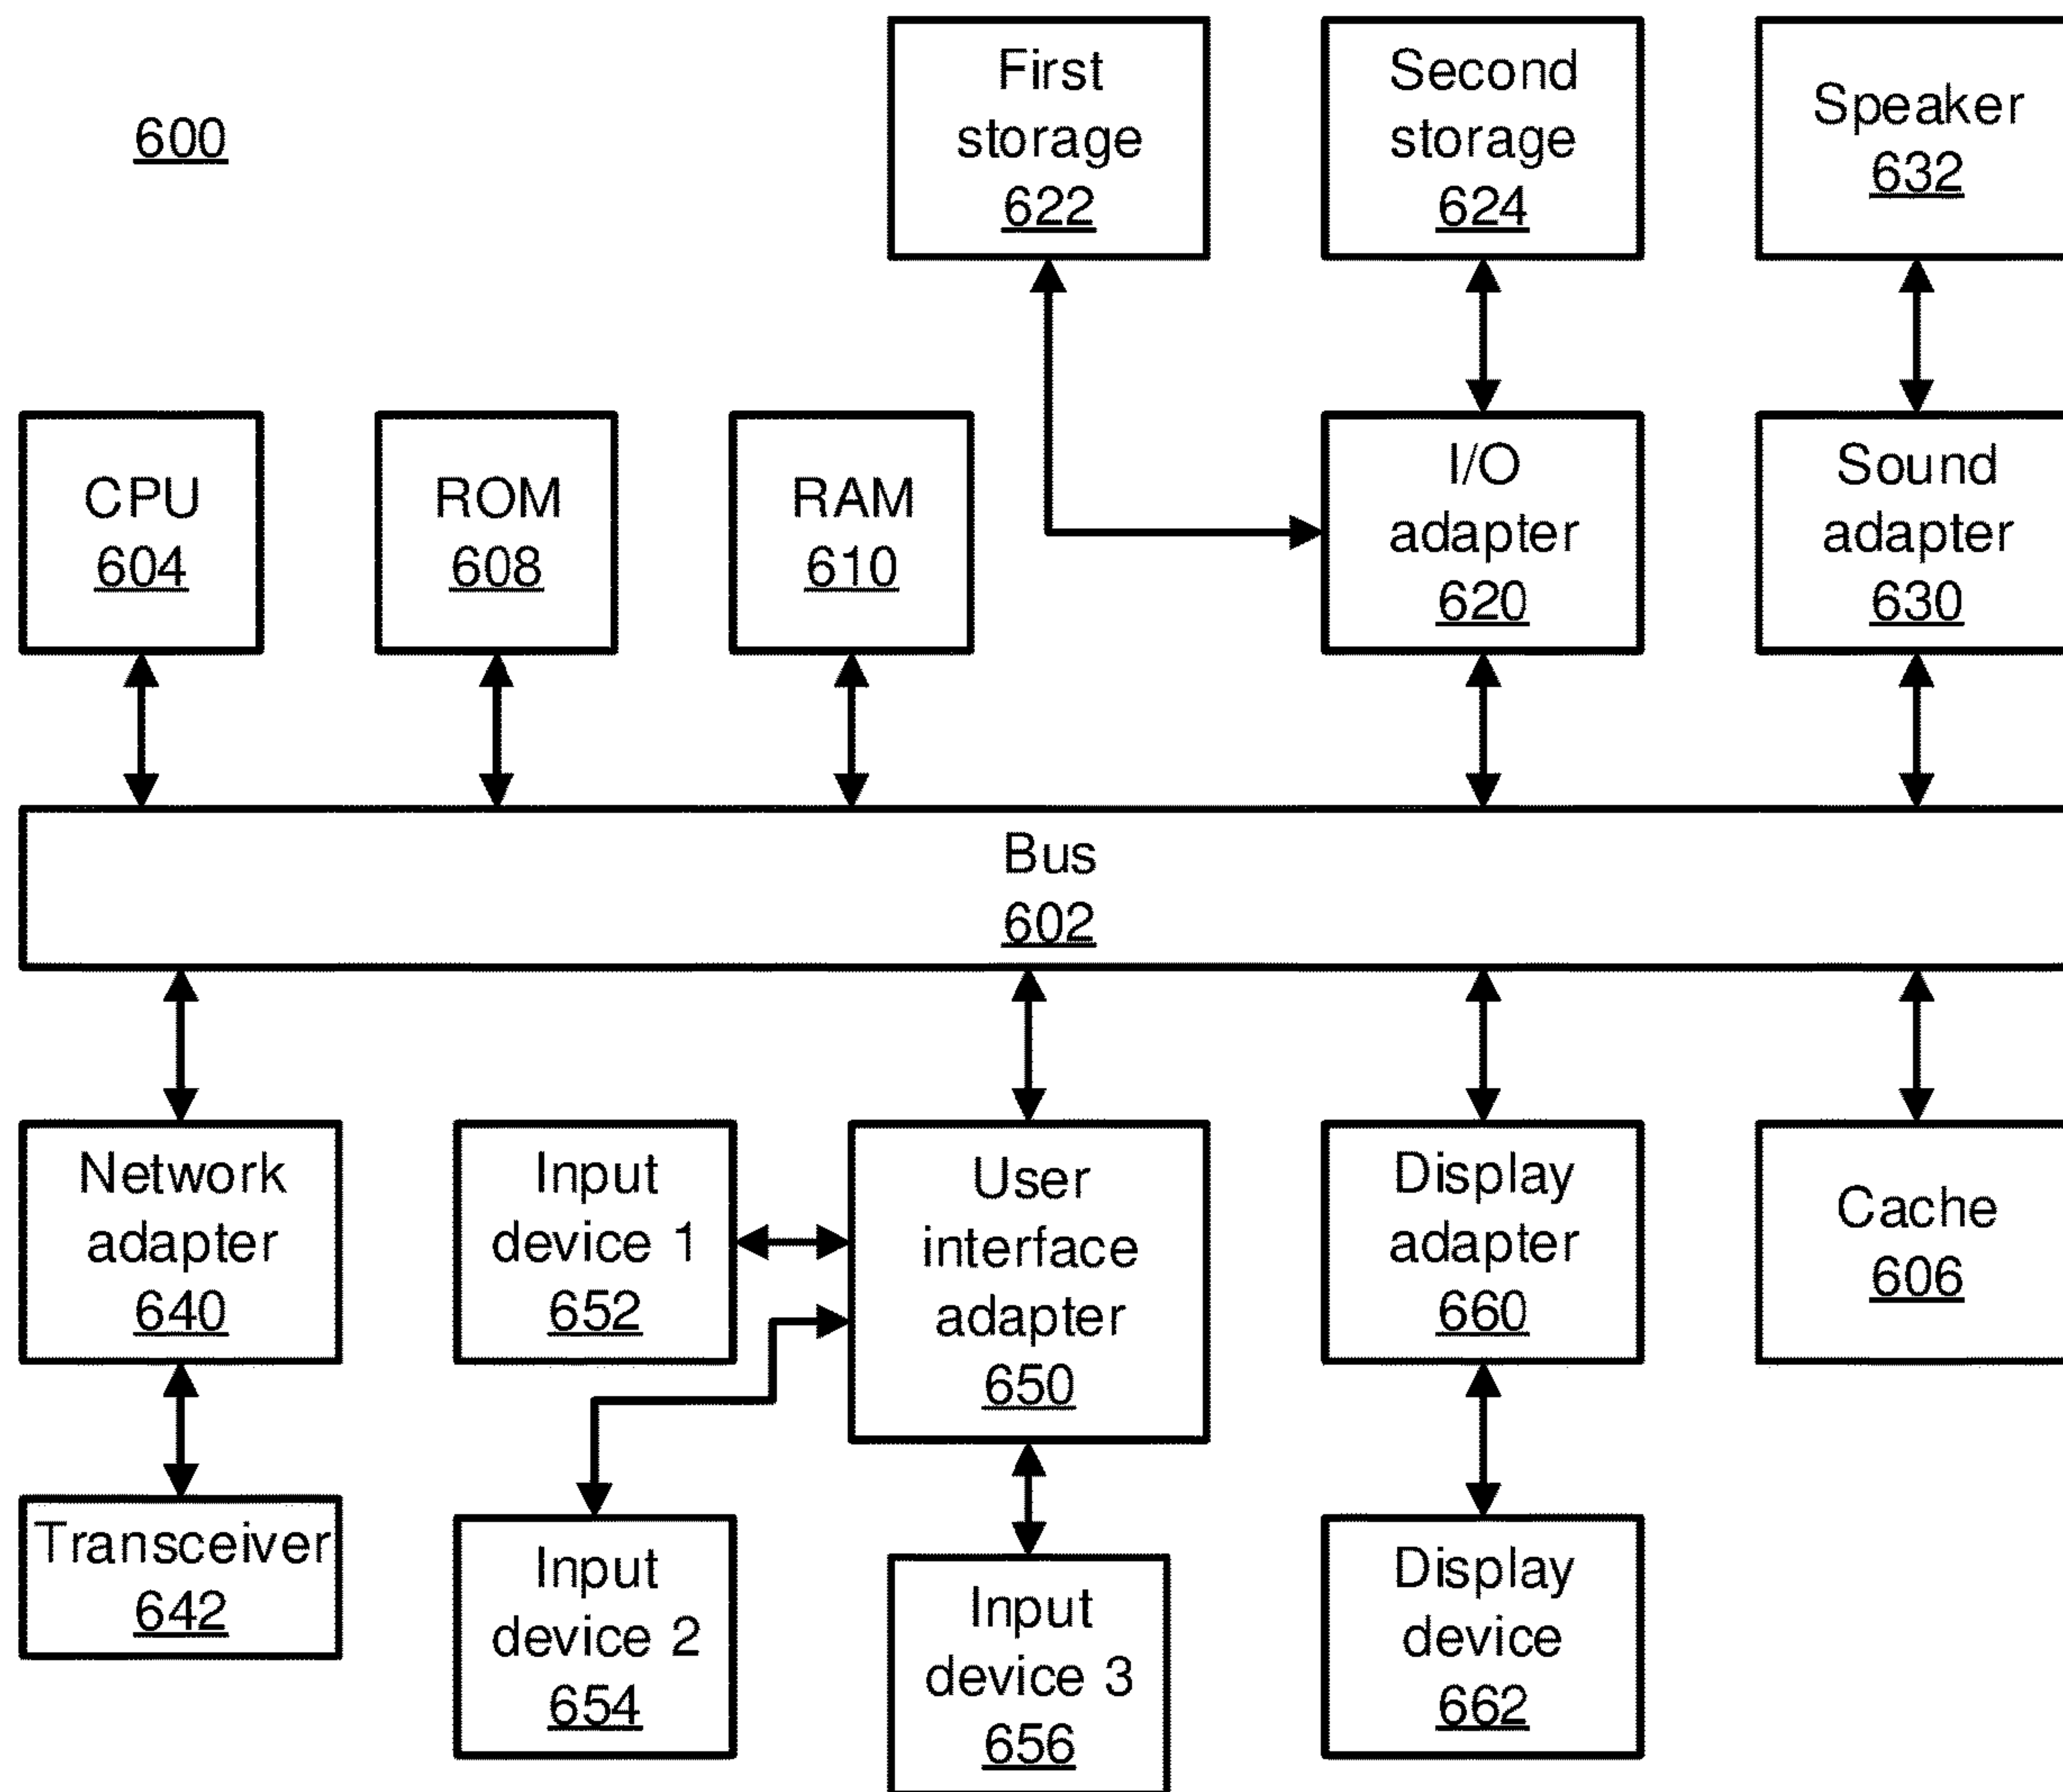 600
First
storage
622
Second
storage
624
Speaker
632
CPU
604
ROM
608
RAM
610
I/O
adapter
620
Sound
adapter
630
Bus
602
Network
adapter
640
Input
device 1
652
User
interface
adapter
650
Display
adapter
660
Cache
606
Transceiver
642
Input
device 2
654
Input
device 3
656
Display
device
662